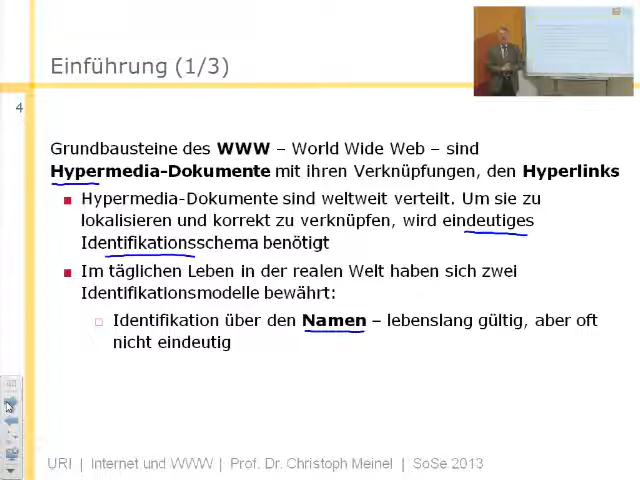 Einführung (1/3)
4
Grundbausteine des WWW – World Wide Web – sind
Hypermedia-Dokumente mit ihren Verknüpfungen, den Hyperlinks
Hypermedia-Dokumente sind weltweit verteilt. Um sie zu
lokalisieren und korrekt zu verknüpfen, wird eindeutiges
Identifikationsschema benötigt
Im täglichen Leben in der realen Welt haben sich zwei
Identifikationsmodelle bewährt:
Identifikation über den Namen – lebenslang gültig, aber oft
nicht eindeutig
URI | Internet und WWW | Prof. Dr. Christoph Meinel | SoSe 2013